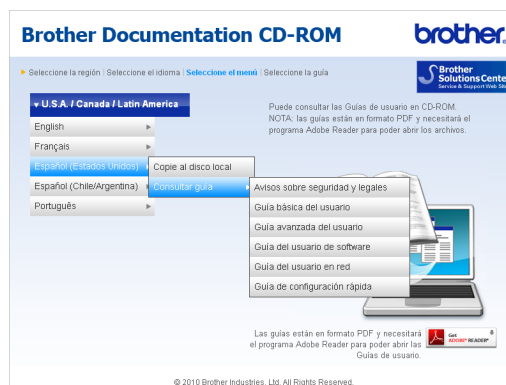 Brother Documentation CD-ROM
brother
Seleccione la región | Seleccione el idioma | Seleccione el menú | Seleccione la guía
Brother
Solutions Center
Service & Support Web Site
U.S.A. / Canada / Latin America
English
Français
Español (Estados Unidos)
Español (Chile/Argentina)
Português
Copie al disco local
Consultar guía
Avisos sobre seguridad y legales
Guía básica del usuario
Guía avanzada del usuario
Guía del usuario de software
Guía del usuario en red
Guía de configuración rápida
Puede consultar las Guías de usuario en CD-ROM.
NOTA: las guías están en formato PDF y necesitará el
programa Adobe Reader para poder abrir los archivos.
Las guías están en formato PDF y necesitará
el programa Adobe Reader para poder abrir las
Guías de usuario.
Get
ADOBE® READER®
© 2010 Brother Industries, Ltd. All Rights Reserved.